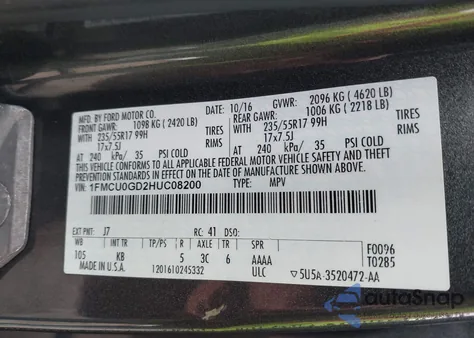 MFD. BY FORD MOTOR CO.
DATE: 10/16 GVWR: 2096 KG (4620 LB)
FRONT GAWR: 1098 KG (2420 LB) REAR GAWR: 1006 KG (2218 LB)
WITH 235/55R17 99H TIRES WITH 235/55R17 99H TIRES
17x7.5J RIMS 17x7.5J RIMS
AT 240 kPa/ 35 PSI COLD AT 240 kPa/ 35 PSI COLD
THIS VEHICLE CONFORMS TO ALL APPLICABLE FEDERAL MOTOR VEHICLE SAFETY AND THEFT
PREVENTION STANDARDS IN EFFECT ON THE DATE OF MANUFACTURE SHOWN ABOVE.
VIN: 1FMCU0GD2HUC08200 TYPE: MPV
EXT PNT: J7 RC: 41 DSO:
WB INT TR TP/PS R AXLE TR SPR
105 KB 5 3C 6 AAAA
F0096
T0285
MADE IN U.S.A. 1201610245332 ULC 5U5A-3520472-AA
autoSnap